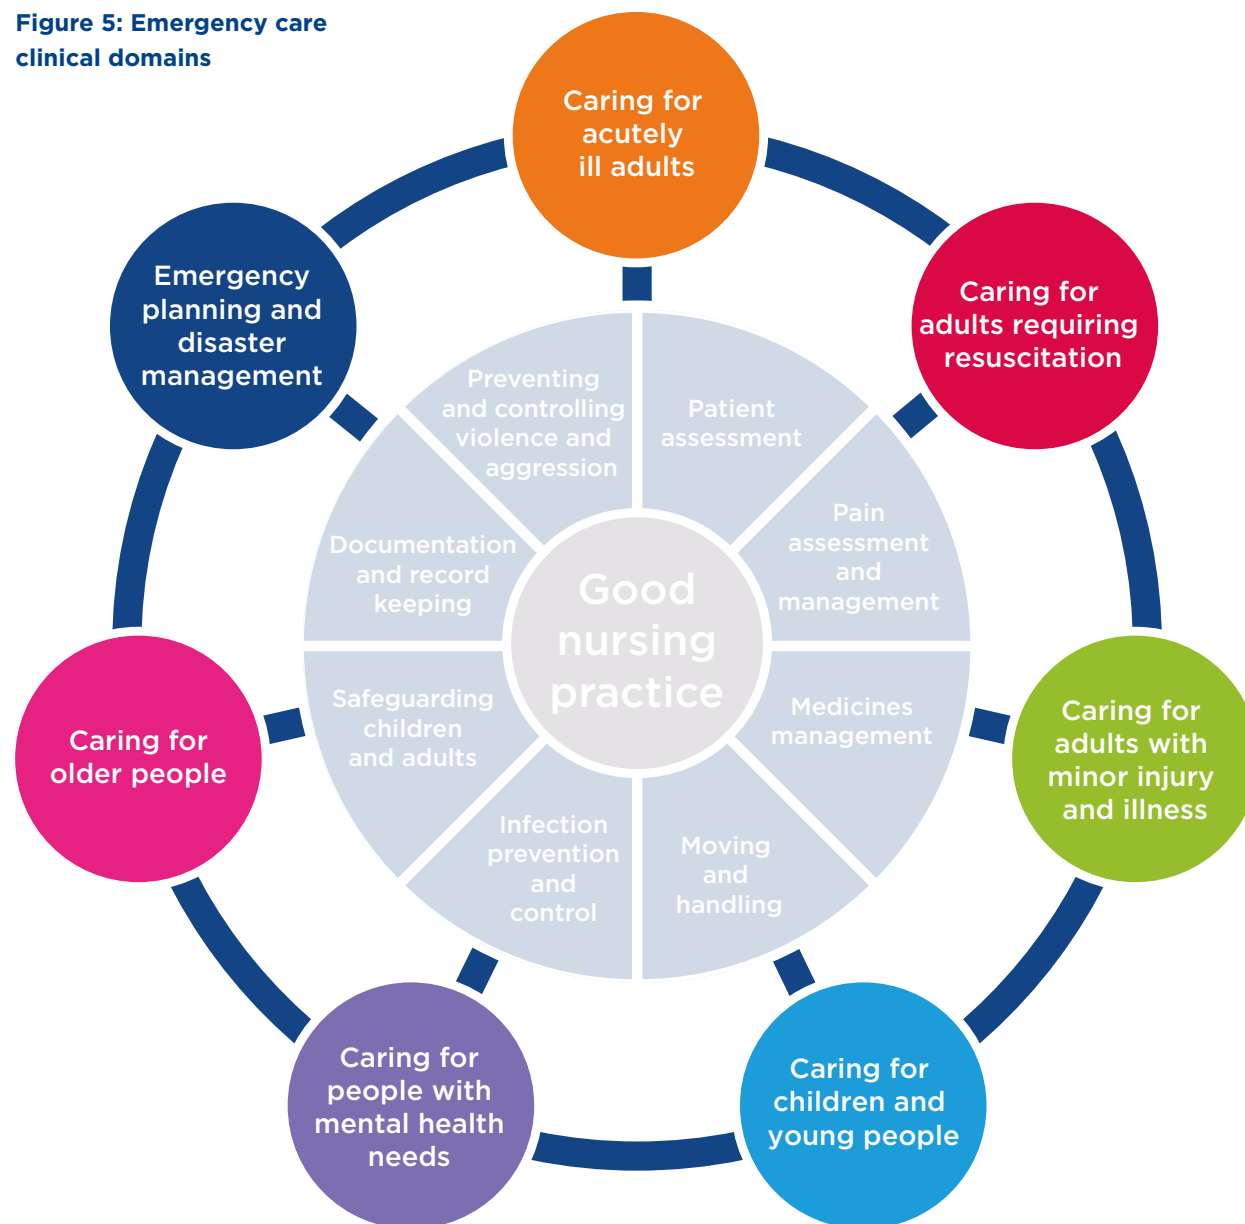 Figure 5: Emergency care
clinical domains
Caring for
acutely
ill adults
Caring for
adults requiring
resuscitation
Caring for
adults with
minor injury
and illness
Caring for
children and
young people
Caring for
people with
mental health
needs
Caring for
older people
Emergency
planning and
disaster
management
Patient
assessment
Pain
assessment
and
management
Medicines
management
Moving
and
handling
Infection
prevention
and
control
Safeguarding
children
and adults
Documentation
and record
keeping
Preventing
and controlling
violence and
aggression
Good
nursing
practice